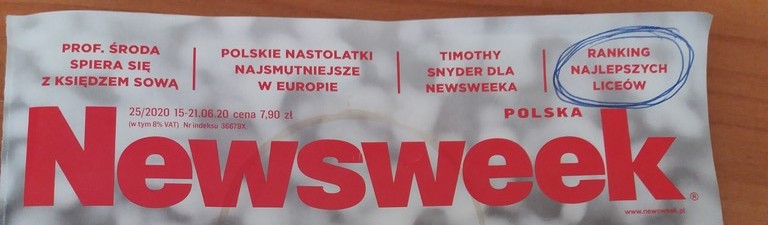 PROF. ŚRODA
SPIERA SIĘ
Z KSIĘDZEM SOWĄ
POLSKIE NASTOLATKI
NAJSMUTNIEJSZE
W EUROPIE
TIMOTHY
SNYDER DLA
NEWSWEEKA
RANKING
NAJLEPSZYCH
LICEÓW
25/2020 15-21.06.20 cena 7,90 zł
(w tym 8% VAT) Nr indeksu 36679X
POLSKA
Newsweek®
www.newsweek.pl